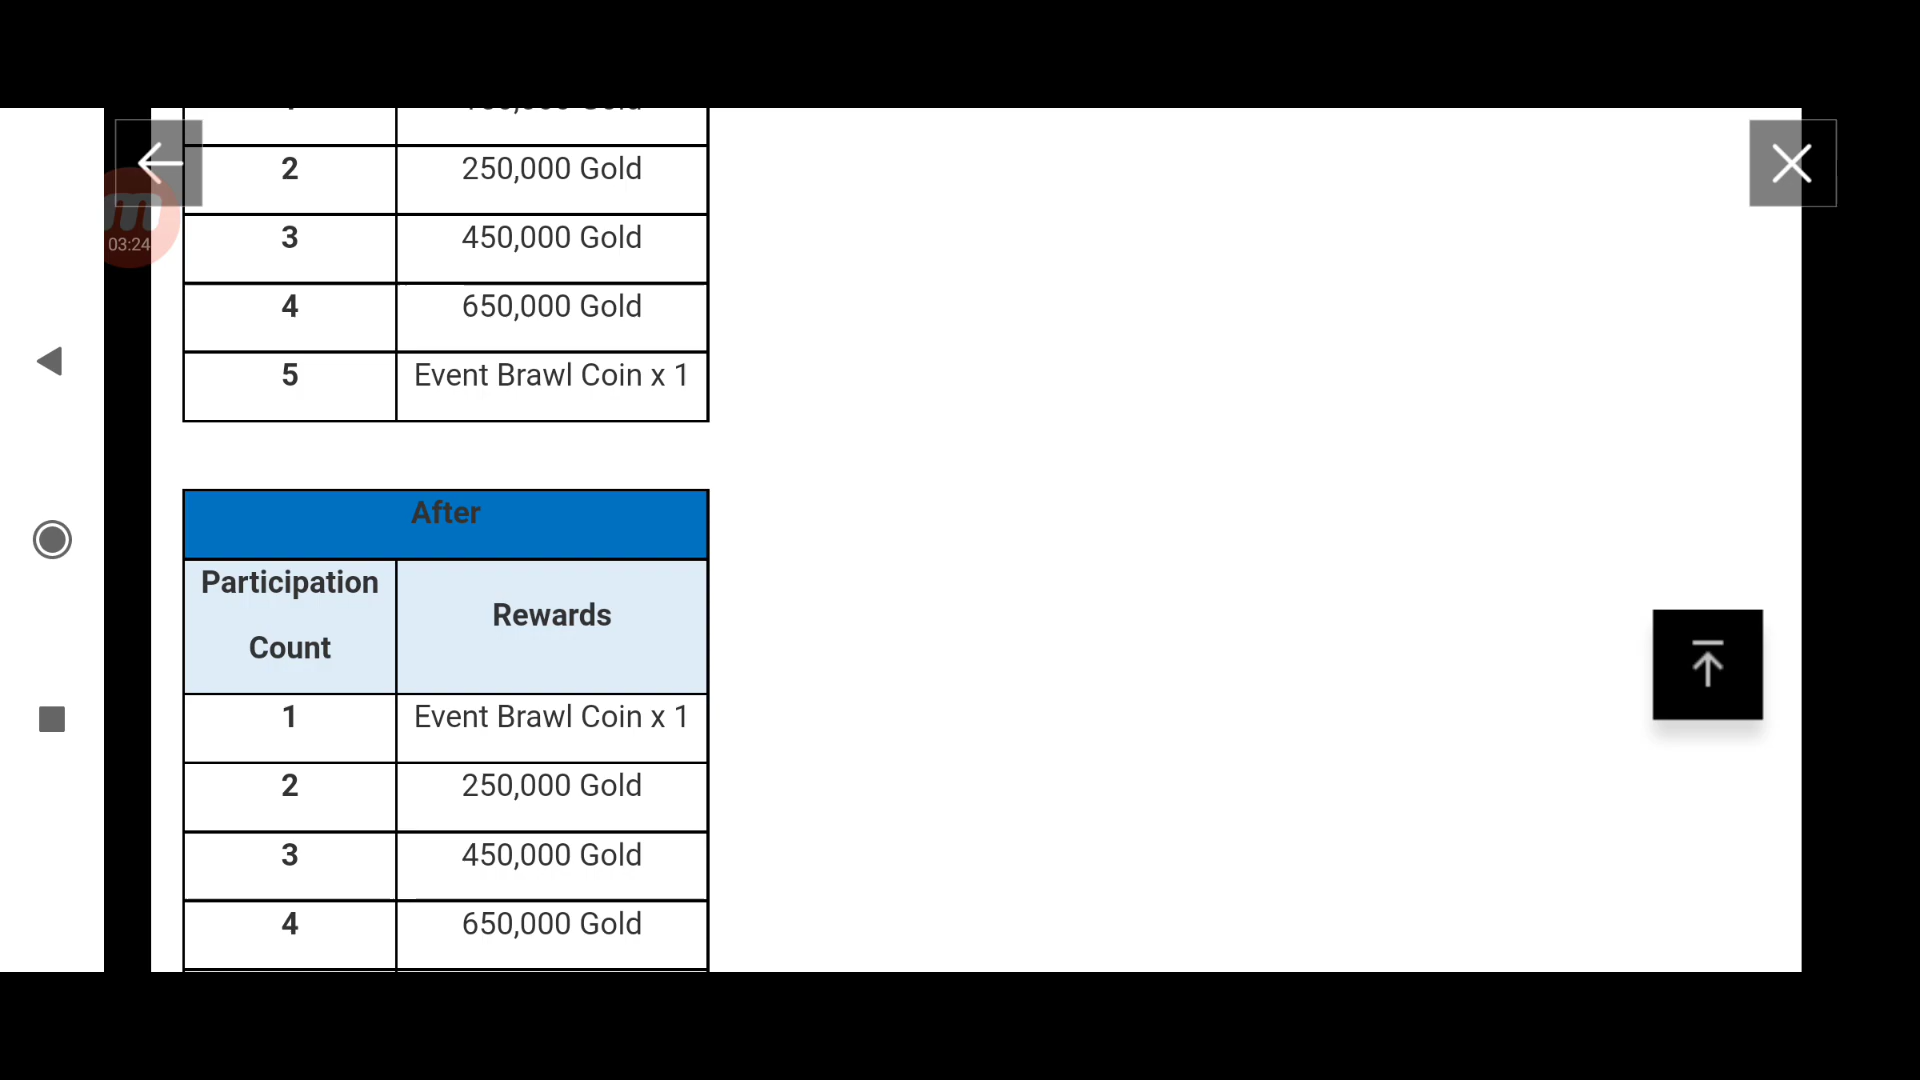 2 250,000 Gold
03:24
3 450,000 Gold
4 650,000 Gold
5 Event Brawl Coin x 1
After
Participation
Count
Rewards
1 Event Brawl Coin x 1
2 250,000 Gold
3 450,000 Gold
4 650,000 Gold